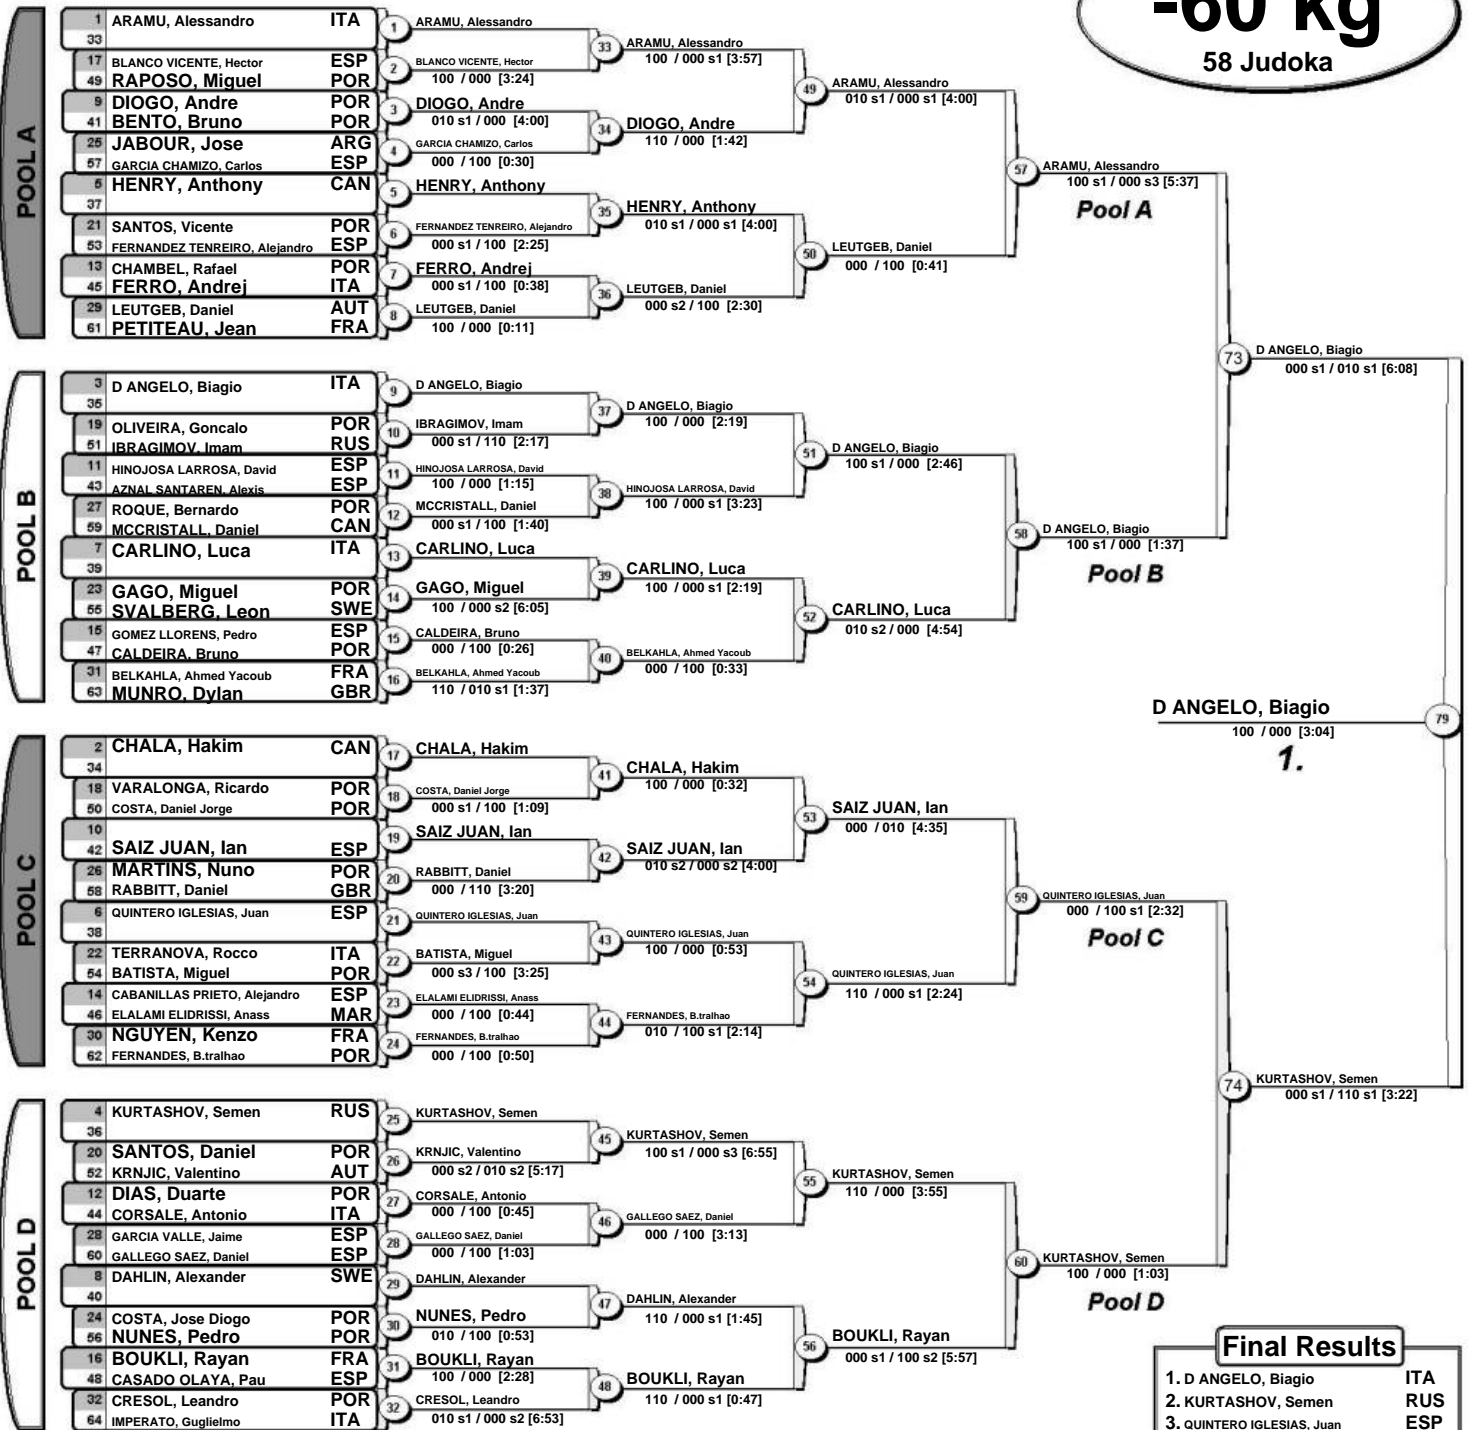 -60 kg
58 Judoka
POOL A
1 ARAMU, Alessandro ITA
33
17 BLANCO VICENTE, Hector ESP
49 RAPOSO, Miguel POR
9 DIOGO, Andre POR
41 BENTO, Bruno POR
25 JABOUR, Jose ARG
57 GARCIA CHAMIZO, Carlos ESP
5 HENRY, Anthony CAN
37
21 SANTOS, Vicente POR
53 FERNANDEZ TENREIRO, Alejandro ESP
13 CHAMBEL, Rafael POR
45 FERRO, Andrej ITA
29 LEUTGEB, Daniel AUT
61 PETITEAU, Jean FRA
1 ARAMU, Alessandro
2 BLANCO VICENTE, Hector
100 / 000 [3:24]
3 DIOGO, Andre
010 s1 / 000 [4:00]
4 GARCIA CHAMIZO, Carlos
000 / 100 [0:30]
5 HENRY, Anthony
6 FERNANDEZ TENREIRO, Alejandro
000 s1 / 100 [2:25]
7 FERRO, Andrej
000 s1 / 100 [0:38]
8 LEUTGEB, Daniel
100 / 000 [0:11]
33 ARAMU, Alessandro
100 / 000 s1 [3:57]
34 DIOGO, Andre
110 / 000 [1:42]
35 HENRY, Anthony
010 s1 / 000 s1 [4:00]
36 LEUTGEB, Daniel
000 s2 / 100 [2:30]
49 ARAMU, Alessandro
010 s1 / 000 s1 [4:00]
50 LEUTGEB, Daniel
000 / 100 [0:41]
57 ARAMU, Alessandro
100 s1 / 000 s3 [5:37]
Pool A
POOL B
3 D ANGELO, Biagio ITA
35
19 OLIVEIRA, Goncalo POR
51 IBRAGIMOV, Imam RUS
11 HINOJOSA LARROSA, David ESP
43 AZNAL SANTAREN, Alexis ESP
27 ROQUE, Bernardo POR
59 MCCRISTALL, Daniel CAN
7 CARLINO, Luca ITA
39
23 GAGO, Miguel POR
55 SVALBERG, Leon SWE
15 GOMEZ LLORENS, Pedro ESP
47 CALDEIRA, Bruno POR
31 BELKAHLA, Ahmed Yacoub FRA
63 MUNRO, Dylan GBR
9 D ANGELO, Biagio
10 IBRAGIMOV, Imam
000 s1 / 110 [2:17]
11 HINOJOSA LARROSA, David
100 / 000 [1:15]
12 MCCRISTALL, Daniel
000 s1 / 100 [1:40]
13 CARLINO, Luca
14 GAGO, Miguel
100 / 000 s2 [6:05]
15 CALDEIRA, Bruno
000 / 100 [0:26]
16 BELKAHLA, Ahmed Yacoub
110 / 010 s1 [1:37]
37 D ANGELO, Biagio
100 / 000 [2:19]
38 HINOJOSA LARROSA, David
100 / 000 s1 [3:23]
39 CARLINO, Luca
100 / 000 s1 [2:19]
40 BELKAHLA, Ahmed Yacoub
000 / 100 [0:33]
51 D ANGELO, Biagio
100 s1 / 000 [2:46]
52 CARLINO, Luca
010 s2 / 000 [4:54]
58 D ANGELO, Biagio
100 s1 / 000 [1:37]
Pool B
73 D ANGELO, Biagio
000 s1 / 010 s1 [6:08]
D ANGELO, Biagio 79
100 / 000 [3:04]
1.
POOL C
2 CHALA, Hakim CAN
34
18 VARALONGA, Ricardo POR
50 COSTA, Daniel Jorge POR
10
42 SAIZ JUAN, Ian ESP
26 MARTINS, Nuno POR
58 RABBITT, Daniel GBR
6 QUINTERO IGLESIAS, Juan ESP
38
22 TERRANOVA, Rocco ITA
54 BATISTA, Miguel POR
14 CABANILLAS PRIETO, Alejandro ESP
46 ELALAMI ELIDRISSI, Anass MAR
30 NGUYEN, Kenzo FRA
62 FERNANDES, B.tralhao POR
17 CHALA, Hakim
18 COSTA, Daniel Jorge
000 s1 / 100 [1:09]
19 SAIZ JUAN, Ian
20 RABBITT, Daniel
000 / 110 [3:20]
21 QUINTERO IGLESIAS, Juan
22 BATISTA, Miguel
000 s3 / 100 [3:25]
23 ELALAMI ELIDRISSI, Anass
000 / 100 [0:44]
24 FERNANDES, B.tralhao
000 / 100 [0:50]
41 CHALA, Hakim
100 / 000 [0:32]
42 SAIZ JUAN, Ian
010 s2 / 000 s2 [4:00]
43 QUINTERO IGLESIAS, Juan
100 / 000 [0:53]
44 FERNANDES, B.tralhao
010 / 100 s1 [2:14]
53 SAIZ JUAN, Ian
000 / 010 [4:35]
54 QUINTERO IGLESIAS, Juan
110 / 000 s1 [2:24]
59 QUINTERO IGLESIAS, Juan
000 / 100 s1 [2:32]
Pool C
POOL D
4 KURTASHOV, Semen RUS
36
20 SANTOS, Daniel POR
52 KRNJIC, Valentino AUT
12 DIAS, Duarte POR
44 CORSALE, Antonio ITA
28 GARCIA VALLE, Jaime ESP
60 GALLEGO SAEZ, Daniel ESP
8 DAHLIN, Alexander SWE
40
24 COSTA, Jose Diogo POR
56 NUNES, Pedro POR
16 BOUKLI, Rayan FRA
48 CASADO OLAYA, Pau ESP
32 CRESOL, Leandro POR
64 IMPERATO, Guglielmo ITA
25 KURTASHOV, Semen
26 KRNJIC, Valentino
000 s2 / 010 s2 [5:17]
27 CORSALE, Antonio
000 / 100 [0:45]
28 GALLEGO SAEZ, Daniel
000 / 100 [1:03]
29 DAHLIN, Alexander
30 NUNES, Pedro
010 / 100 [0:53]
31 BOUKLI, Rayan
100 / 000 [2:28]
32 CRESOL, Leandro
010 s1 / 000 s2 [6:53]
45 KURTASHOV, Semen
100 s1 / 000 s3 [6:55]
46 GALLEGO SAEZ, Daniel
000 / 100 [3:13]
47 DAHLIN, Alexander
110 / 000 s1 [1:45]
48 BOUKLI, Rayan
110 / 000 s1 [0:47]
55 KURTASHOV, Semen
110 / 000 [3:55]
56 BOUKLI, Rayan
000 s1 / 100 s2 [5:57]
60 KURTASHOV, Semen
100 / 000 [1:03]
Pool D
74 KURTASHOV, Semen
000 s1 / 110 s1 [3:22]
Final Results
1. D ANGELO, Biagio ITA
2. KURTASHOV, Semen RUS
3. QUINTERO IGLESIAS, Juan ESP